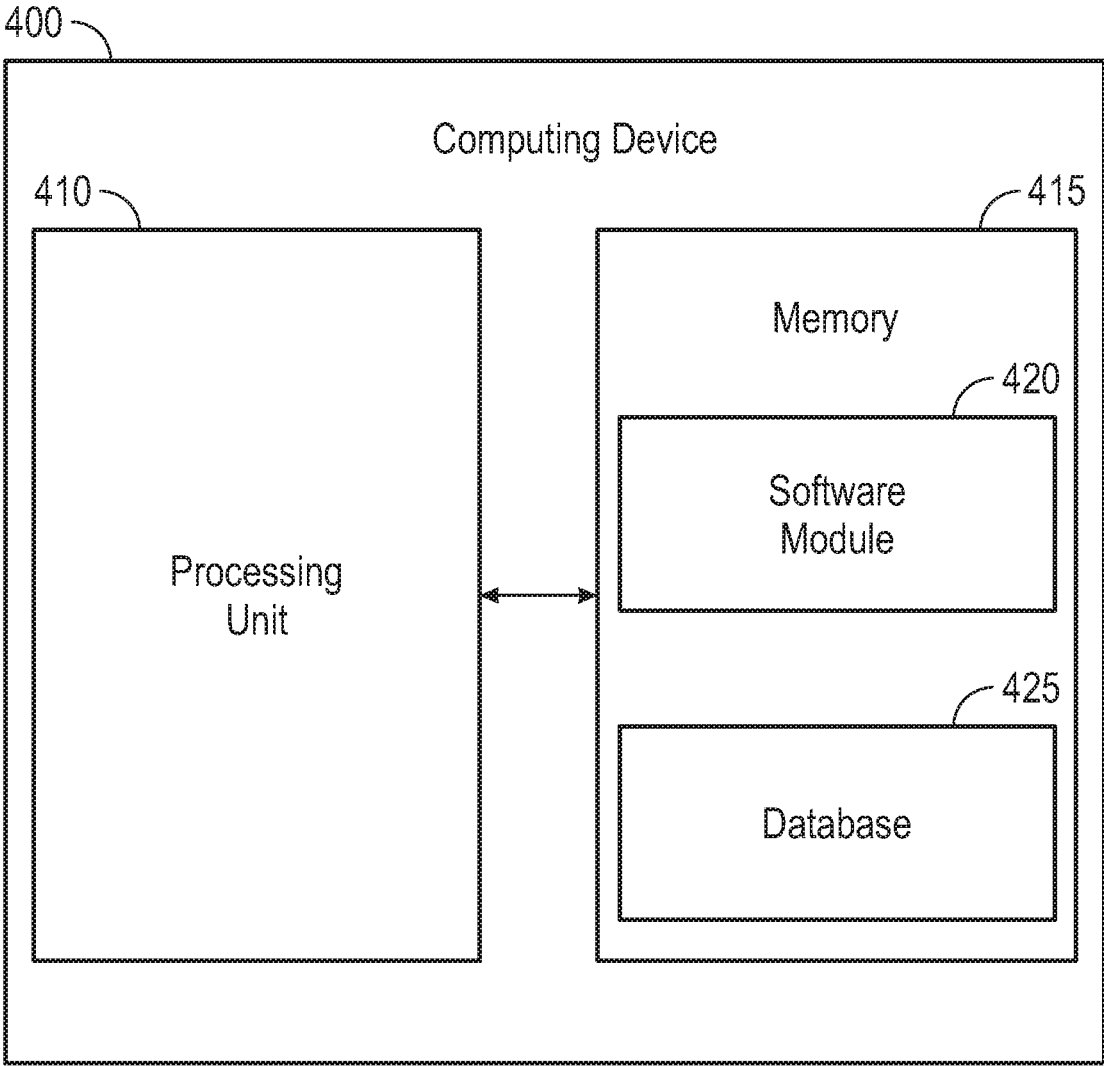 400
Computing Device
410
415
Memory
420
Software
Module
Processing
Unit
425
Database